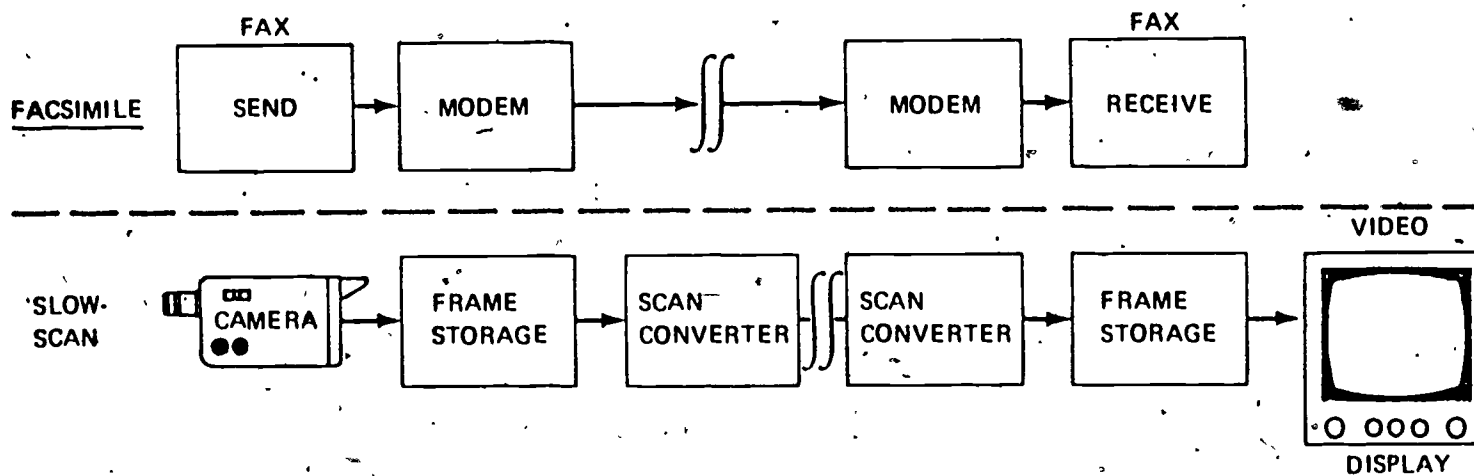 FAX
FAX
FACSIMILE
SEND
MODEM
MODEM
RECEIVE
VIDEO
SLOW-
SCAN
CAMERA
FRAME
STORAGE
SCAN
CONVERTER
SCAN
CONVERTER
FRAME
STORAGE
DISPLAY